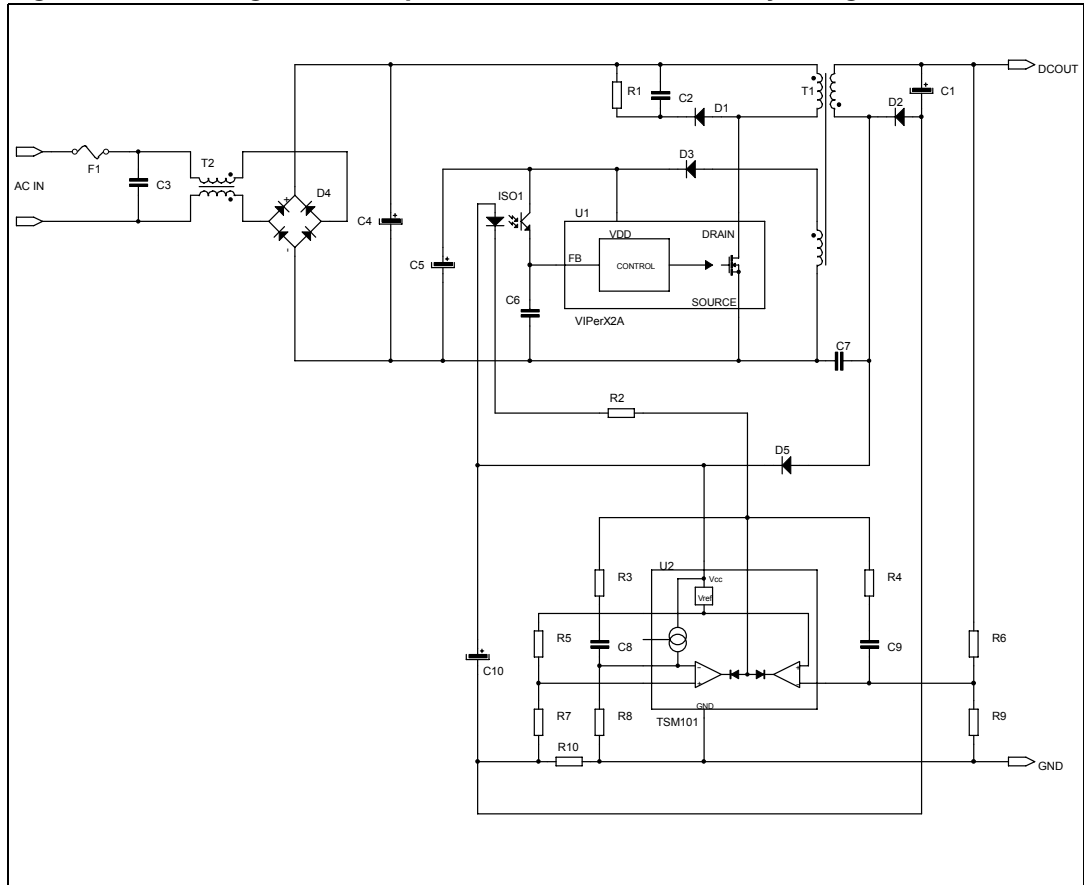 DCOUT
R1
C2
D1
T1
D2
C1
F1
T2
D3
AC IN
C3
D4
ISO1
+
-
C4
U1
VDD
DRAIN
FB
CONTROL
C5
C6
SOURCE
VIPerX2A
C7
R2
D5
U2
R3
Vcc
R4
Vref
R5
C8
C9
R6
C10
R7
R8
GND
TSM101
R9
R10
GND